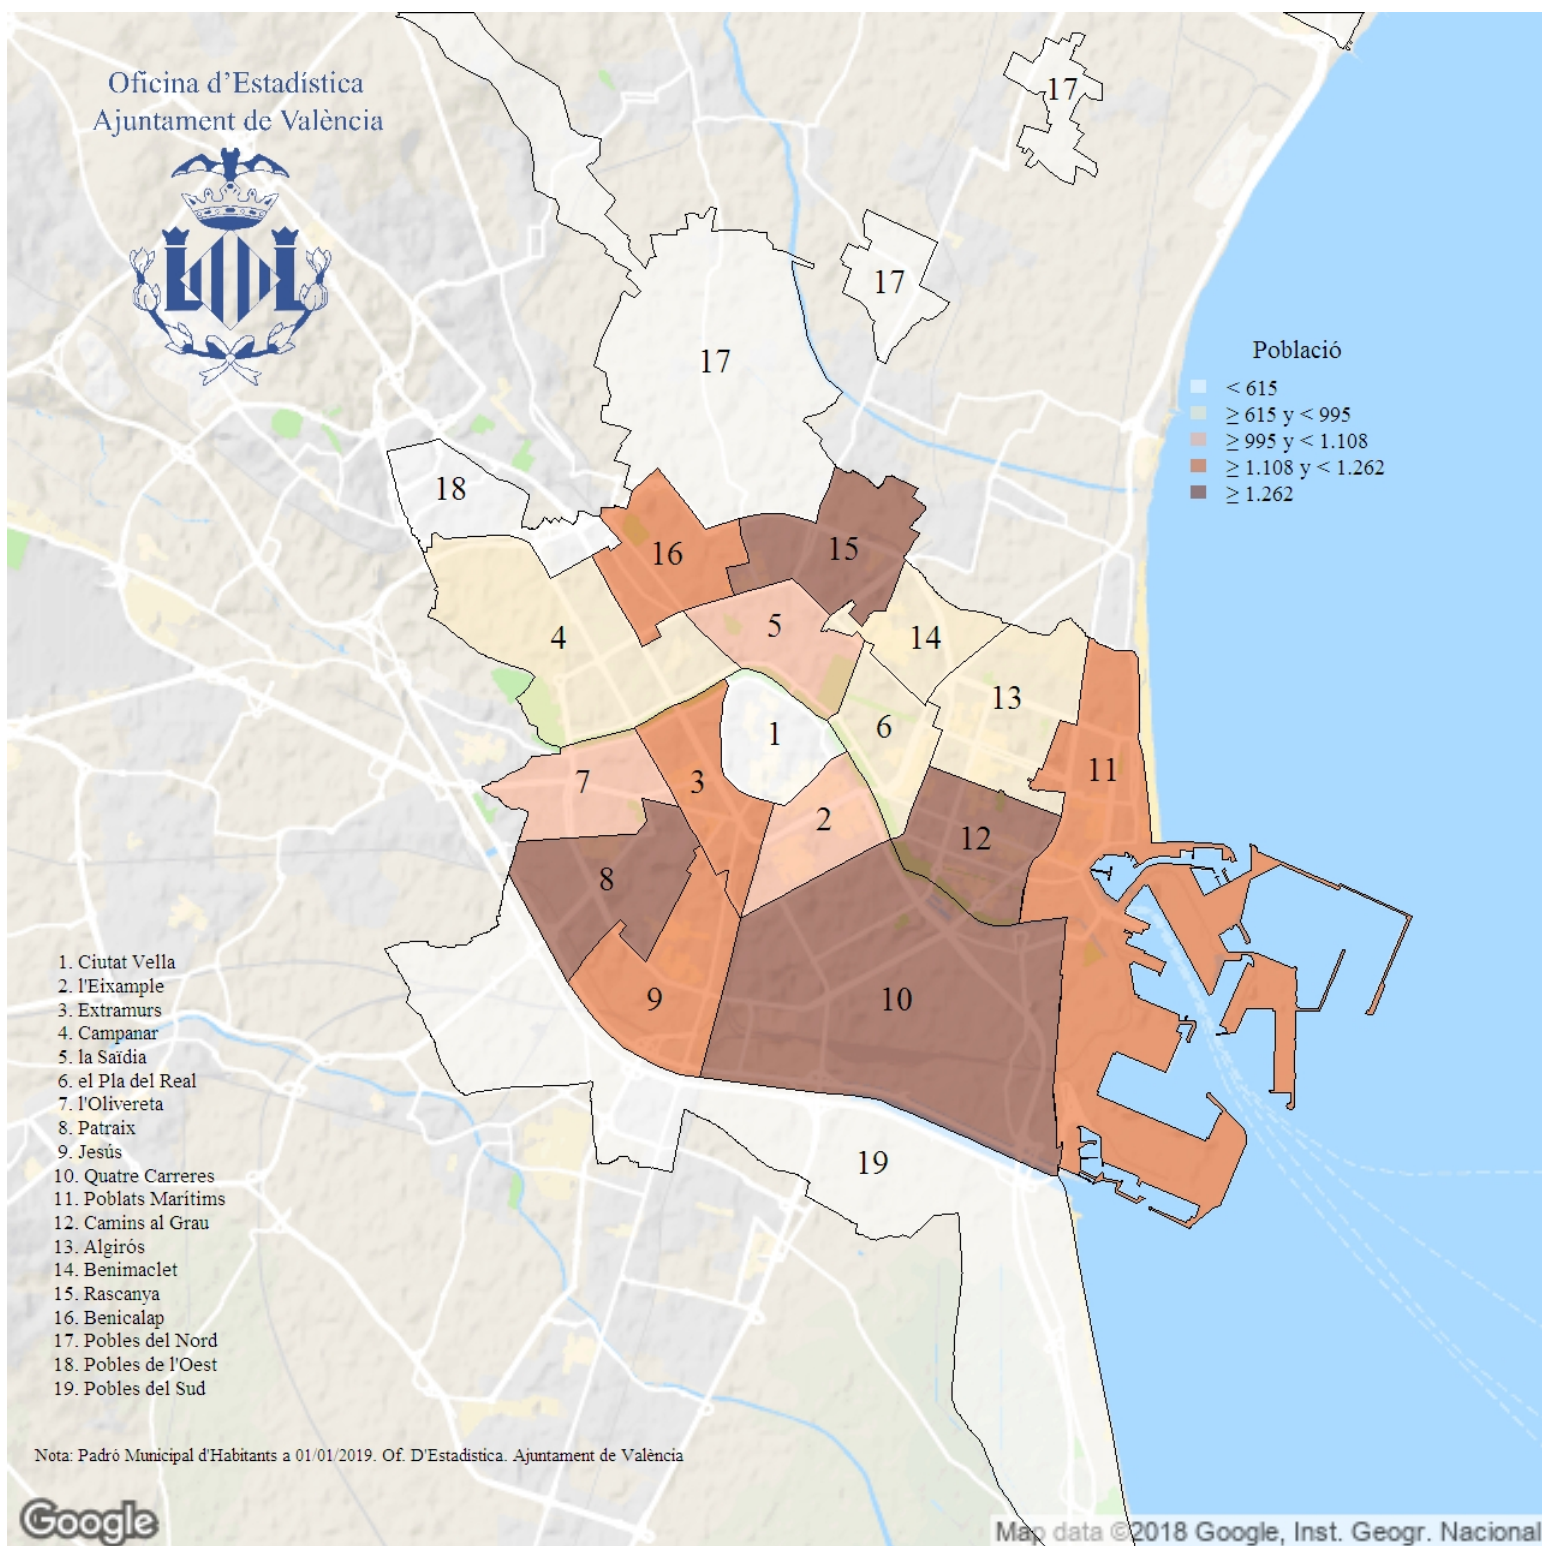 Oficina d'Estadística
Ajuntament de València
17
17
17
Població
< 615
≥ 615 y < 995
≥ 995 y < 1.108
≥ 1.108 y < 1.262
≥ 1.262
18
16
15
5
4
14
13
6
1
11
7
3
2
12
8
9
10
19
1. Ciutat Vella
2. l'Eixample
3. Extramurs
4. Campanar
5. la Saïdia
6. el Pla del Real
7. l'Olivereta
8. Patraix
9. Jesús
10. Quatre Carreres
11. Poblats Marítims
12. Camins al Grau
13. Algirós
14. Benimaclet
15. Rascanya
16. Benicalap
17. Pobles del Nord
18. Pobles de l'Oest
19. Pobles del Sud
Nota: Padró Municipal d'Habitants a 01/01/2019. Of. D'Estadística. Ajuntament de València
Google
Map data ©2018 Google, Inst. Geogr. Nacional